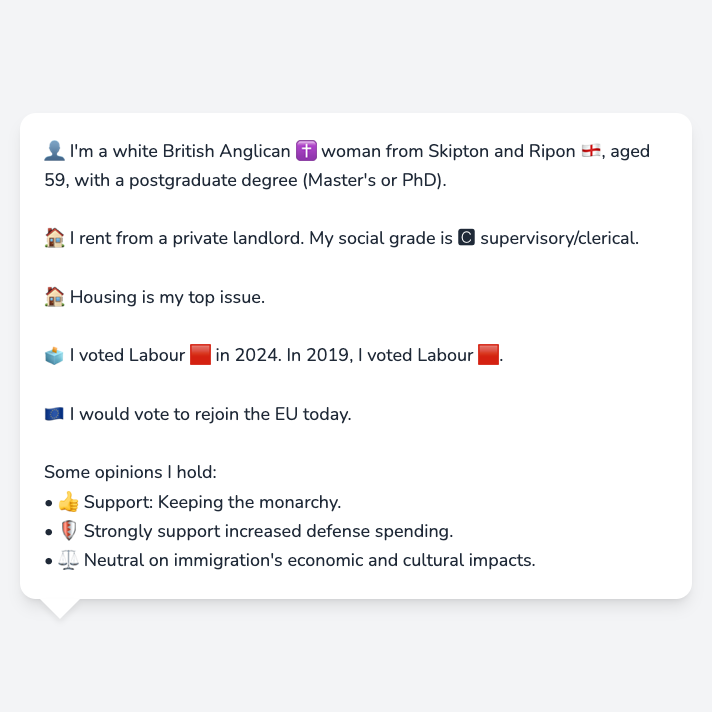 👤 I'm a white British Anglican ✝️ woman from Skipton and Ripon 🏴󠁧󠁢󠁥󠁮󠁧󠁿, aged
59, with a postgraduate degree (Master's or PhD).
🏠 I rent from a private landlord. My social grade is 🅲 supervisory/clerical.
🏠 Housing is my top issue.
🗳️ I voted Labour 🟥 in 2024. In 2019, I voted Labour 🟥.
🇪🇺 I would vote to rejoin the EU today.
Some opinions I hold:
• 👍 Support: Keeping the monarchy.
• 🛡️ Strongly support increased defense spending.
• ⚖️ Neutral on immigration's economic and cultural impacts.